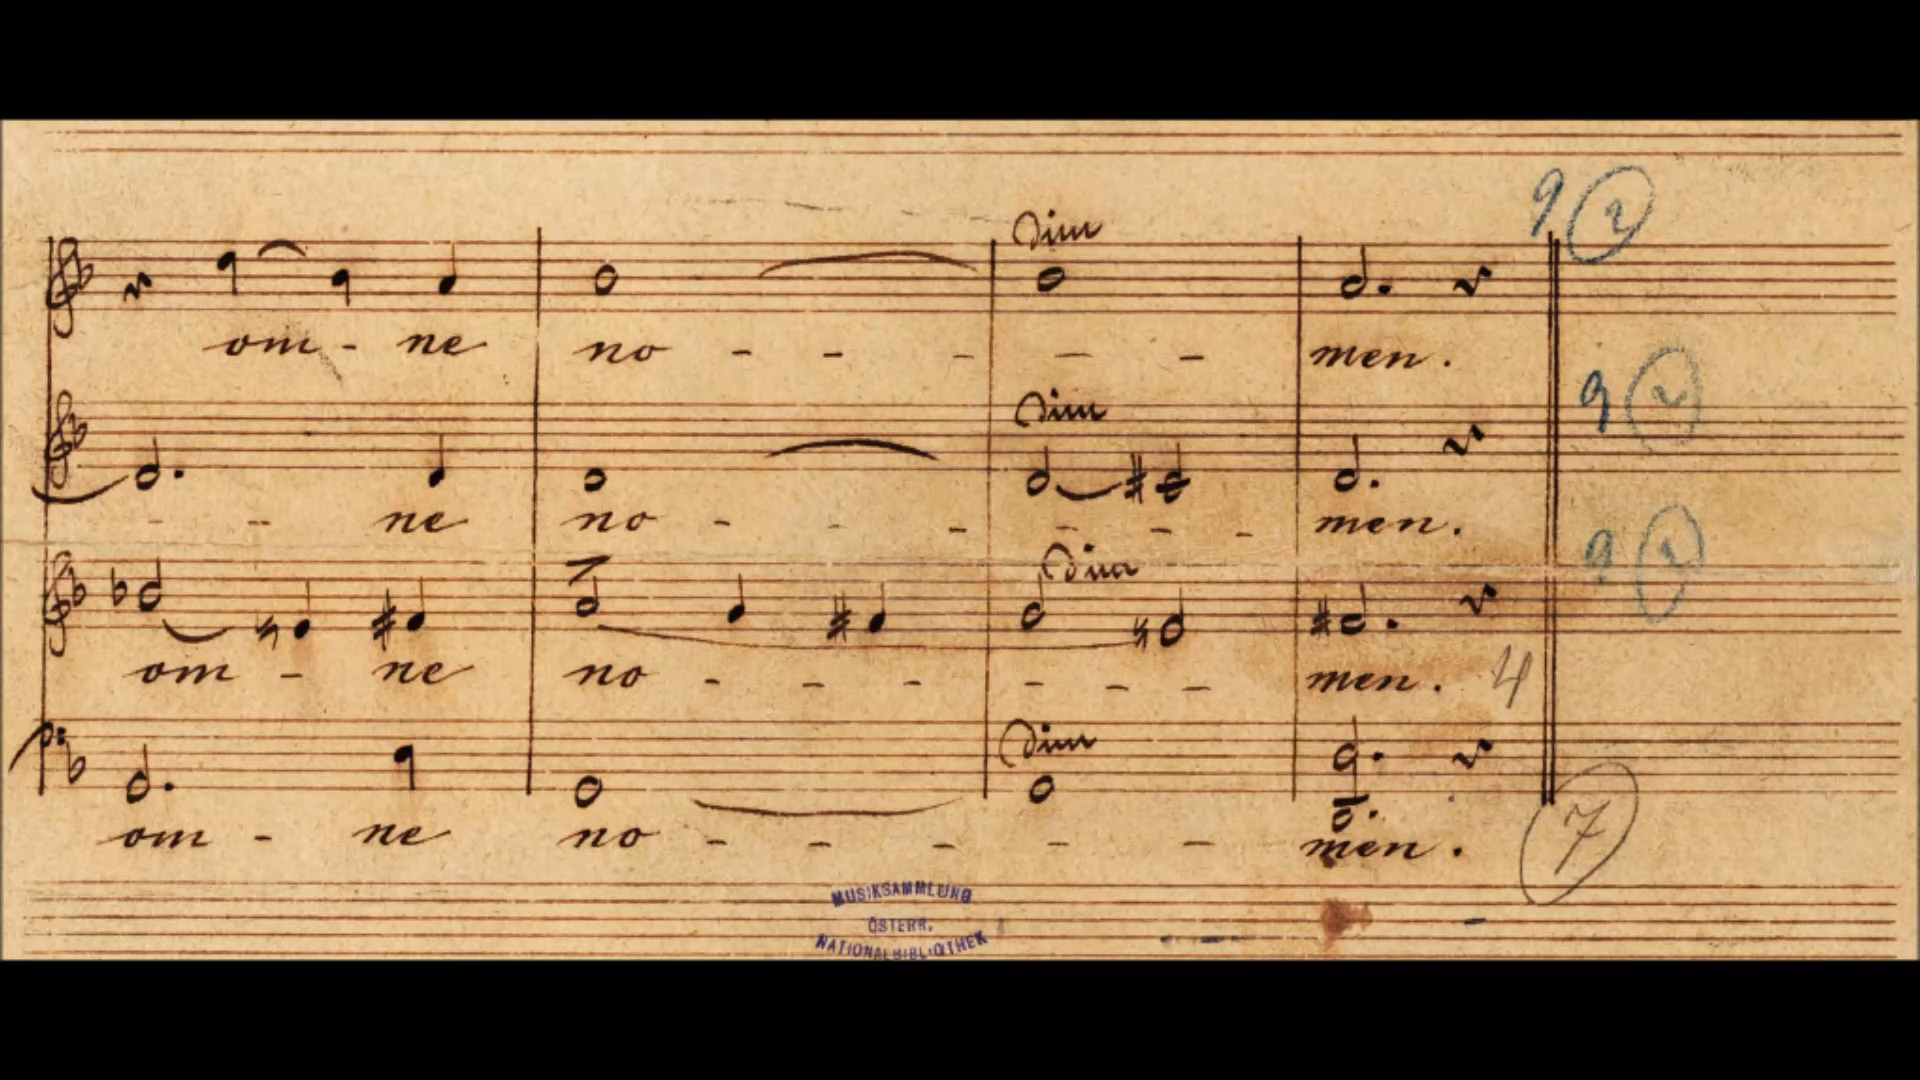 9 2
Dim
om - ne no - - - - - men.
9 2
Dim
- - ne no - - - - - - men.
9 2
Dim
om - ne no - - - - - - men. 4
Dim
om - ne no - - - - - men. 7
MUSIKSAMMLUNG
ÖSTERR.
NATIONALBIBLIOTHEK